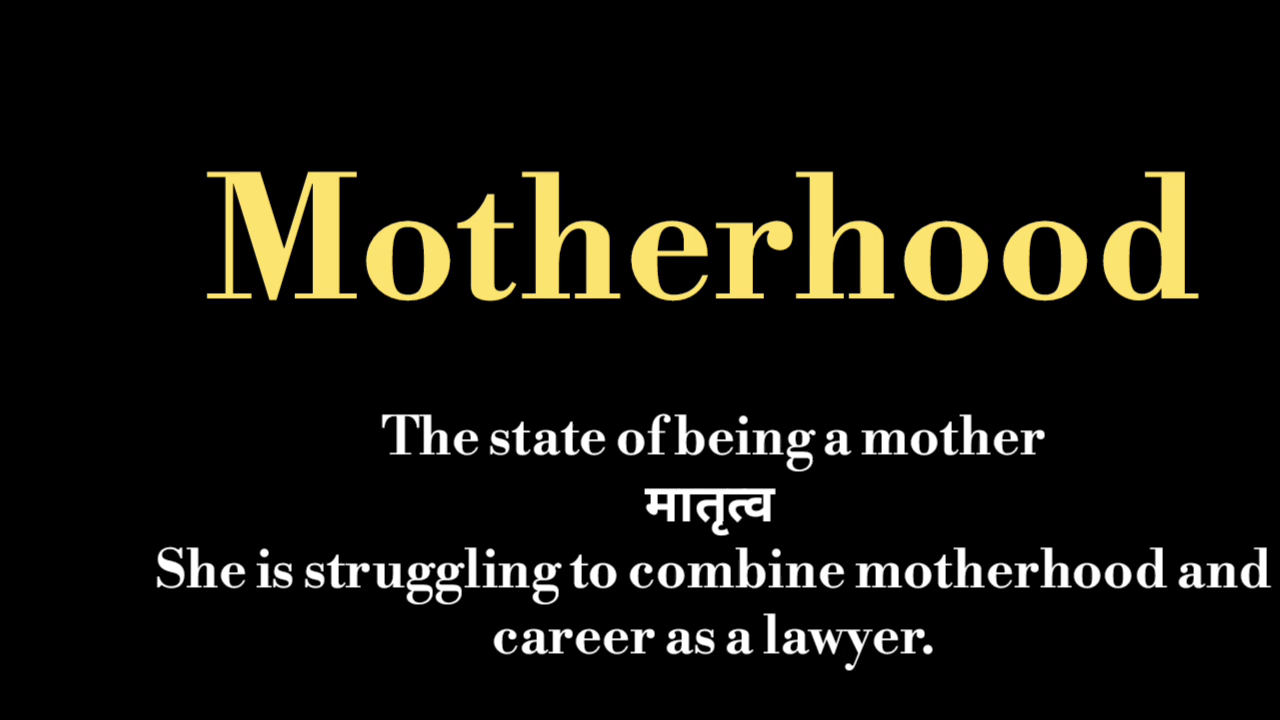 Motherhood
The state of being a mother
मातृत्व
She is struggling to combine motherhood and
career as a lawyer.